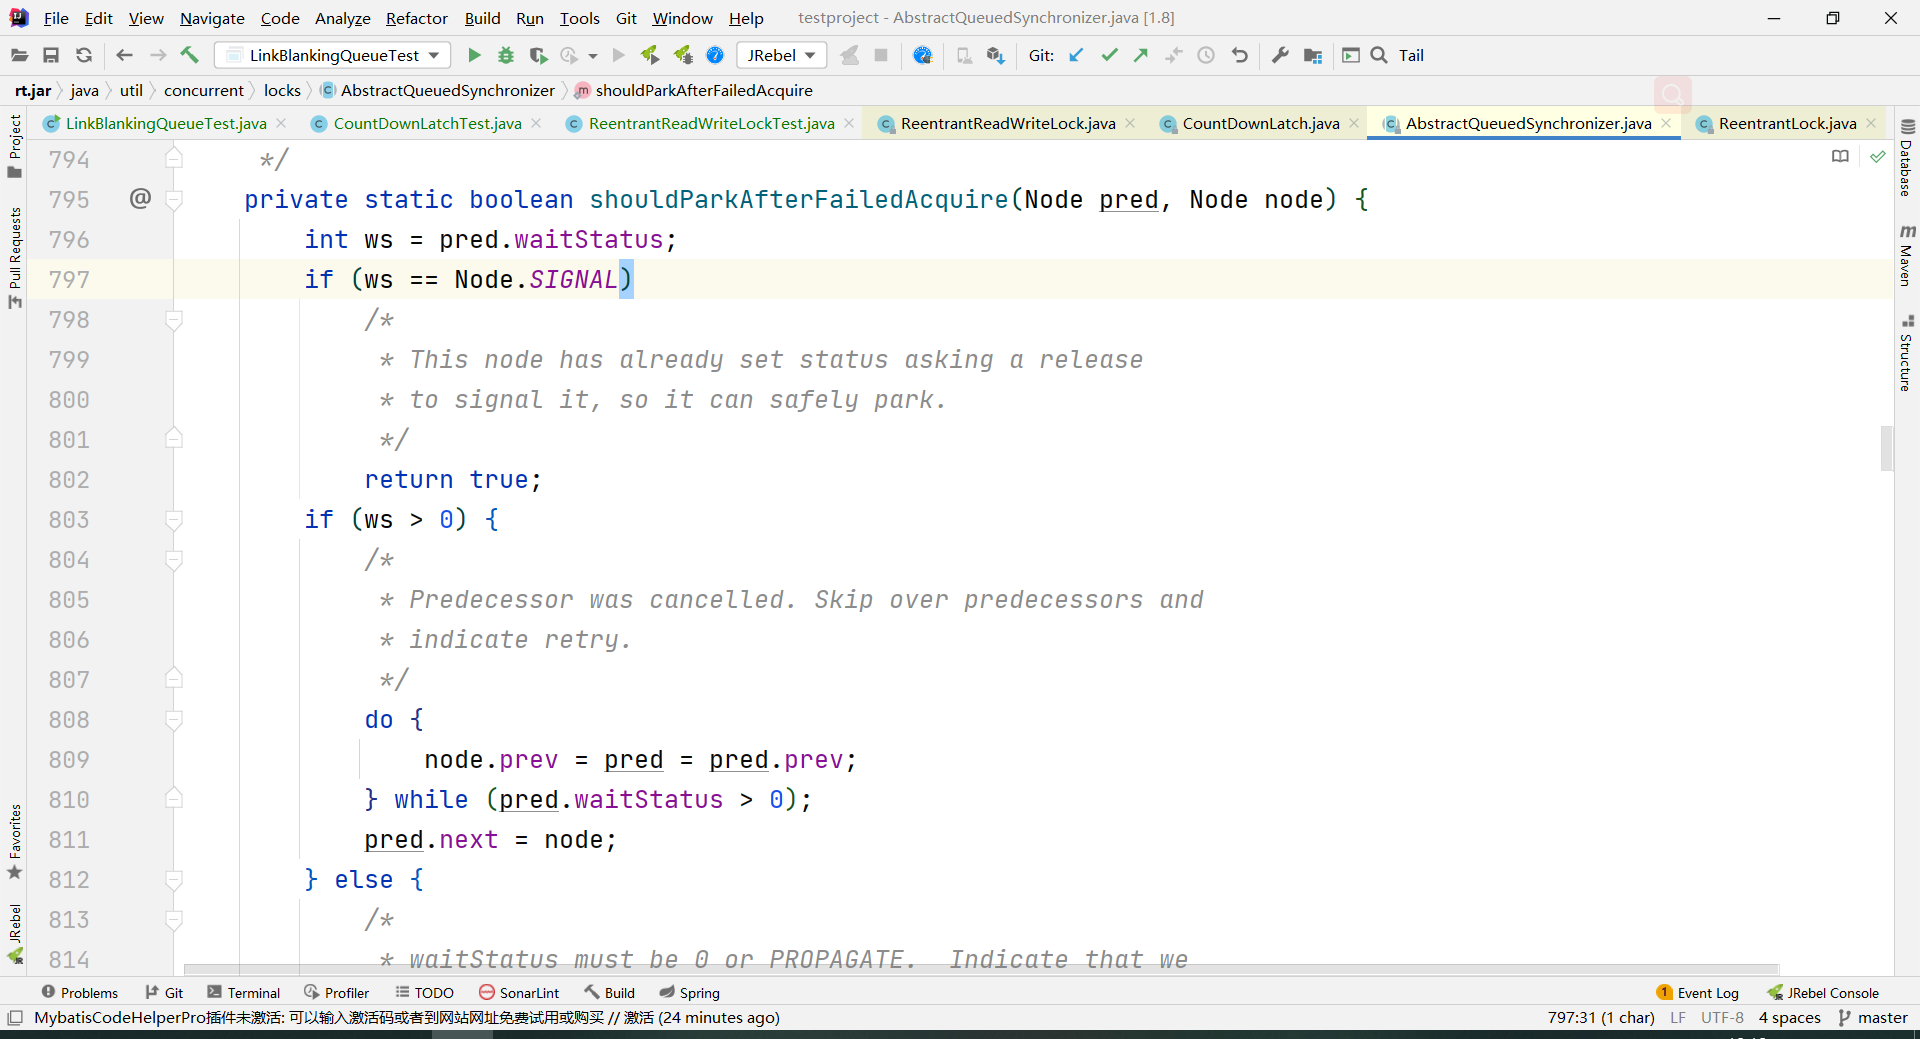 File Edit View Navigate Code Analyze Refactor Build Run Tools Git Window Help testproject - AbstractQueuedSynchronizer.java [1.8]
LinkBlankingQueueTest JRebel Git: Tail
rt.jar java util concurrent locks AbstractQueuedSynchronizer shouldParkAfterFailedAcquire
LinkBlankingQueueTest.java CountDownLatchTest.java ReentrantReadWriteLockTest.java ReentrantReadWriteLock.java CountDownLatch.java AbstractQueuedSynchronizer.java ReentrantLock.java
Project
Pull Requests
Favorites
JRebel
794 */
795 @ private static boolean shouldParkAfterFailedAcquire(Node pred, Node node) {
796 int ws = pred.waitStatus;
797 if (ws == Node.SIGNAL)
798 /*
799 * This node has already set status asking a release
800 * to signal it, so it can safely park.
801 */
802 return true;
803 if (ws > 0) {
804 /*
805 * Predecessor was cancelled. Skip over predecessors and
806 * indicate retry.
807 */
808 do {
809 node.prev = pred = pred.prev;
810 } while (pred.waitStatus > 0);
811 pred.next = node;
812 } else {
813 /*
814 * waitStatus must be 0 or PROPAGATE.  Indicate that we
Database
Maven
Structure
Problems Git Terminal Profiler TODO SonarLint Build Spring 1 Event Log JRebel Console
MybatisCodeHelperPro插件未激活: 可以输入激活码或者到网站网址免费试用或购买 // 激活 (24 minutes ago) 797:31 (1 char) LF UTF-8 4 spaces master